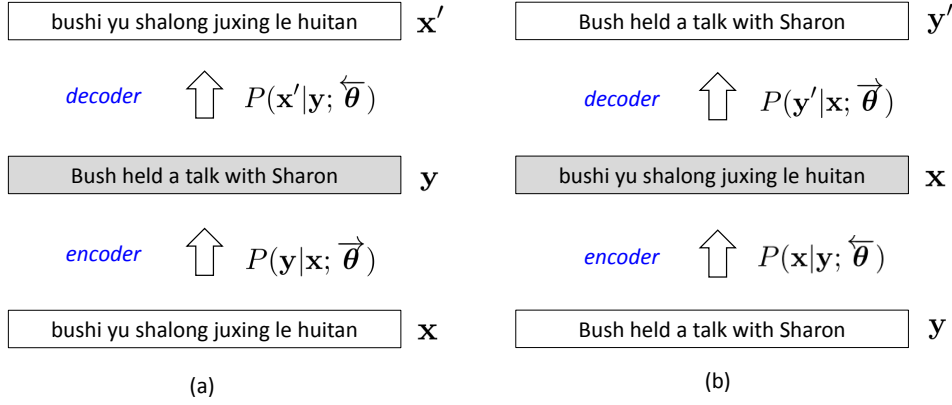 bushi yu shalong juxing le huitan x′
decoder P(x′|y; θ⃖)
Bush held a talk with Sharon y
encoder P(y|x; θ⃗)
bushi yu shalong juxing le huitan x
(a)
Bush held a talk with Sharon y′
decoder P(y′|x; θ⃗)
bushi yu shalong juxing le huitan x
encoder P(x|y; θ⃖)
Bush held a talk with Sharon y
(b)